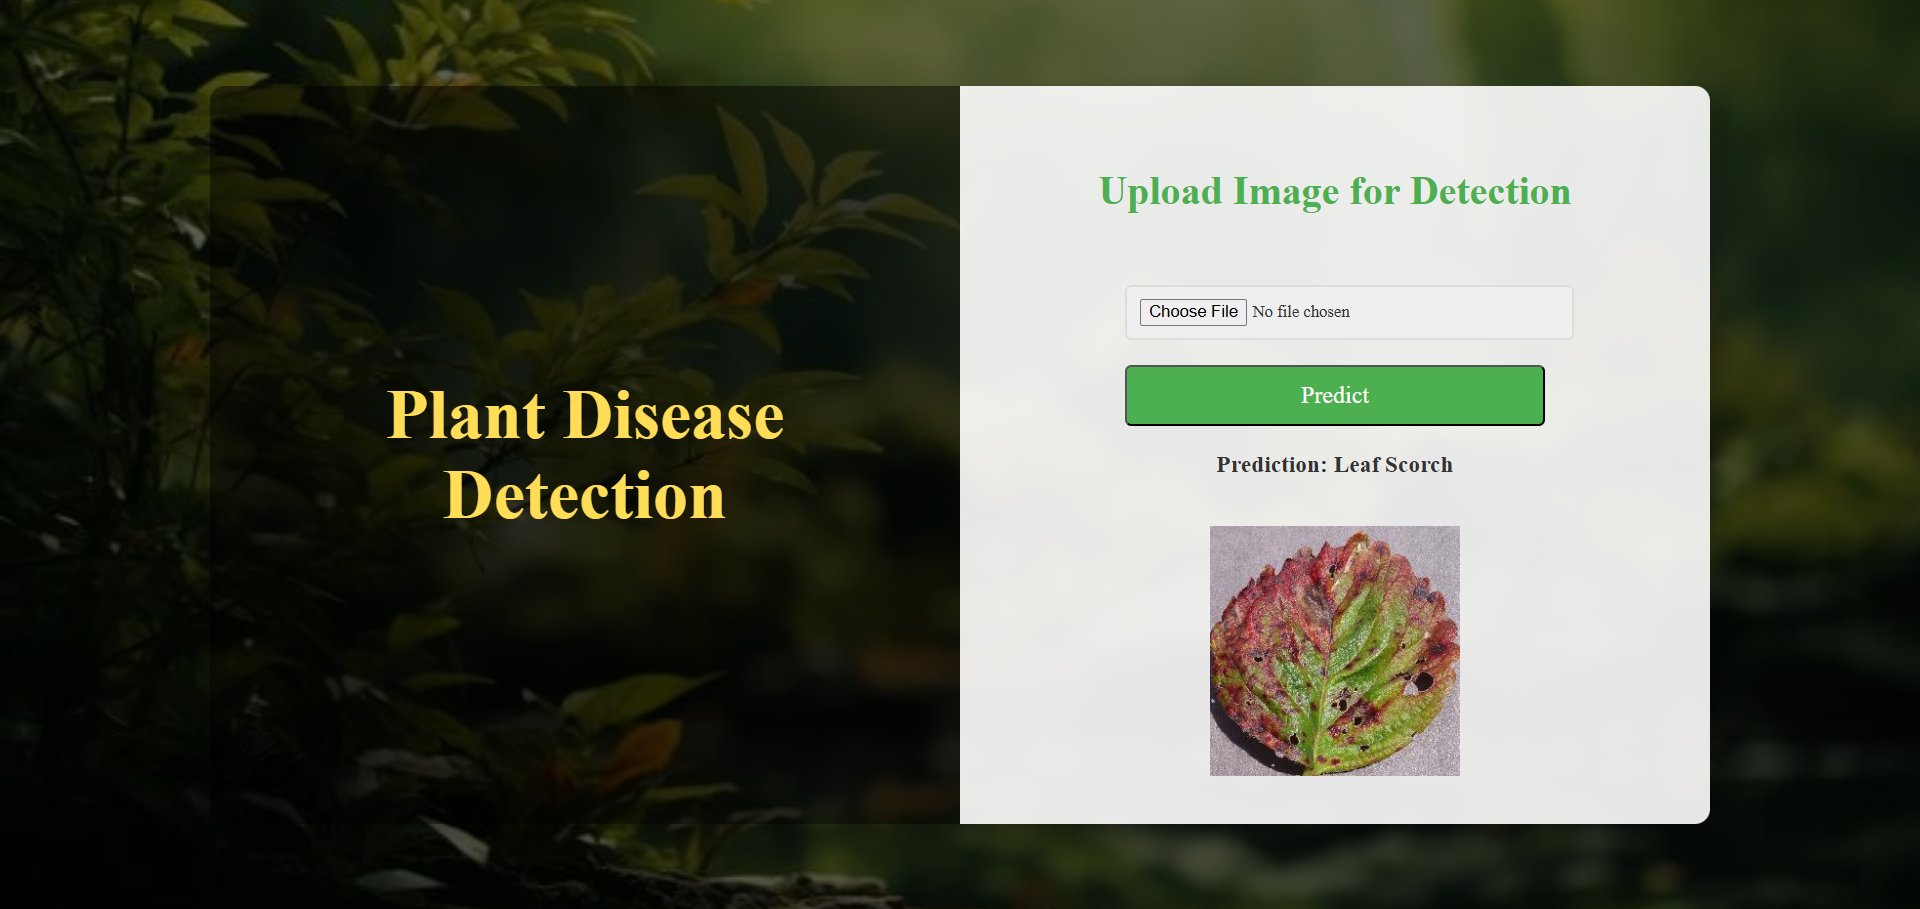 Plant Disease
Detection
Upload Image for Detection
Choose File No file chosen
Predict
Prediction: Leaf Scorch